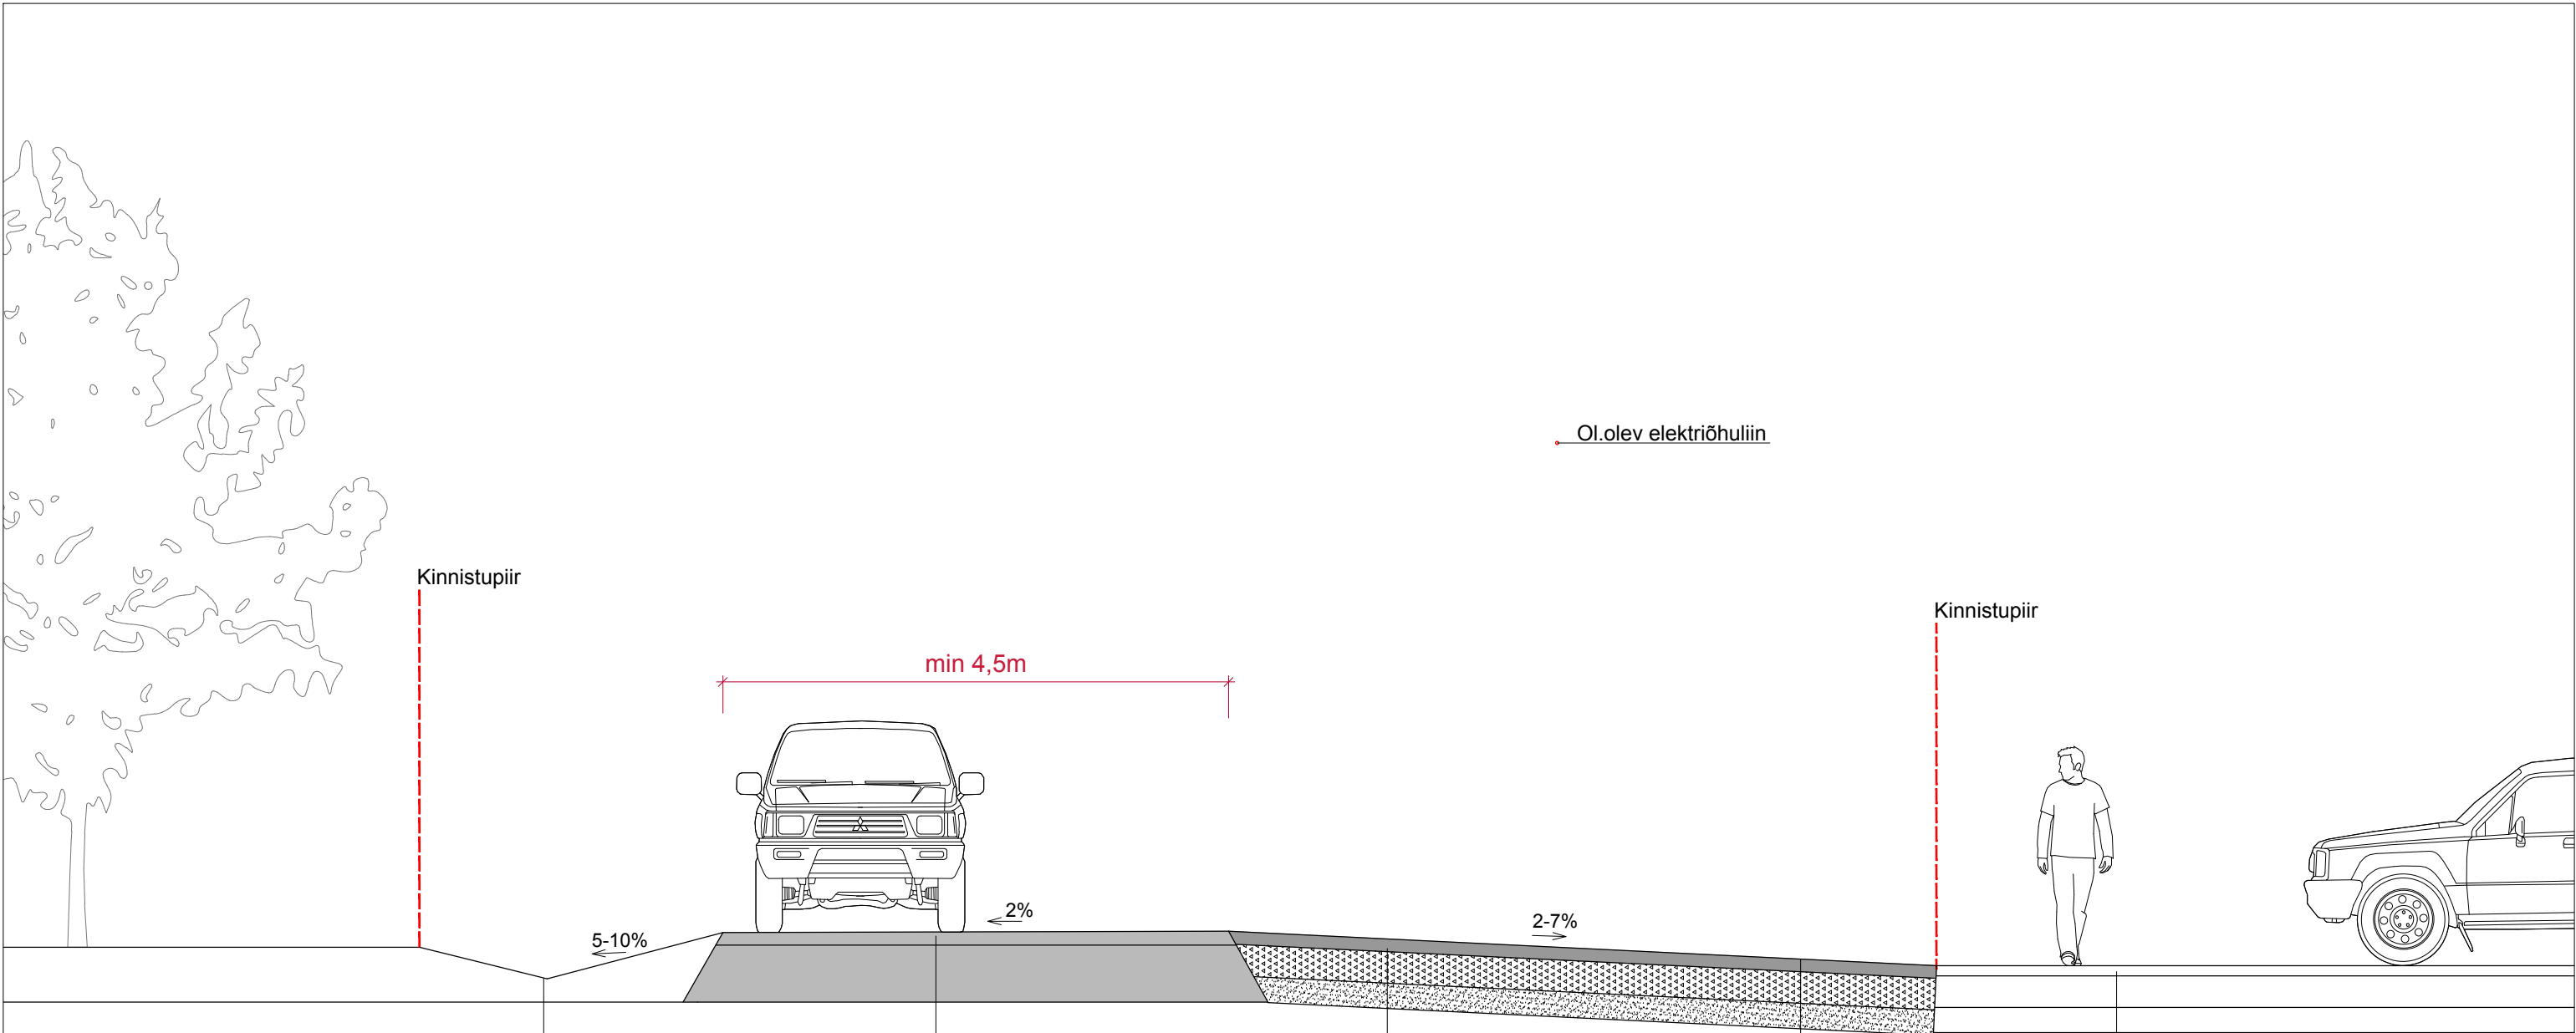 Ol.olev elektriõhuliin
Kinnistupiir
Kinnistupiir
min 4,5m
2%
2-7%
5-10%